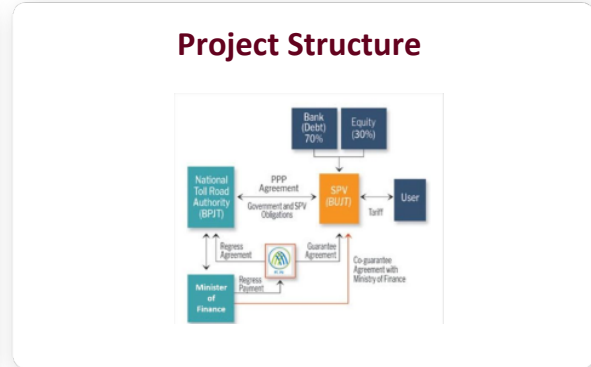 Project Structure
Bank
(Debt)
70%
Equity
(30%)
National
Toll Road
Authority
(BPJT)
PPP
Agreement
Government and SPV
Obligations
SPV
(BUJT)
Tariff
User
Regress
Agreement
Guarantee
Agreement
Co-guarantee
Agreement with
Ministry of Finance
Regress
Payment
Minister
of
Finance